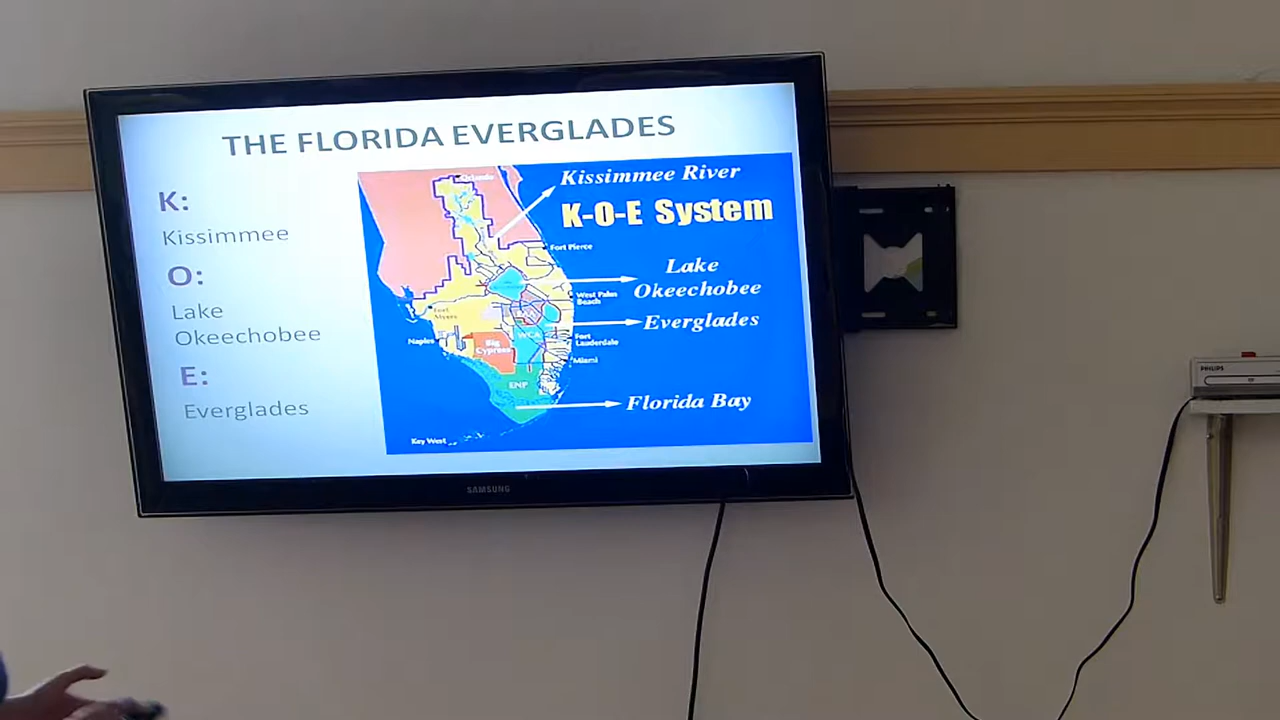 THE FLORIDA EVERGLADES
K:
Kissimmee
O:
Lake
Okeechobee
E:
Everglades
Orlando
Kissimmee River
K-O-E System
Fort Pierce
Lake
Okeechobee
West Palm
Beach
Everglades
Fort
Myers
Naples
Big
Cypress
WCA
Fort
Lauderdale
Miami
ENP
Florida Bay
Key West
SAMSUNG
PHILIPS